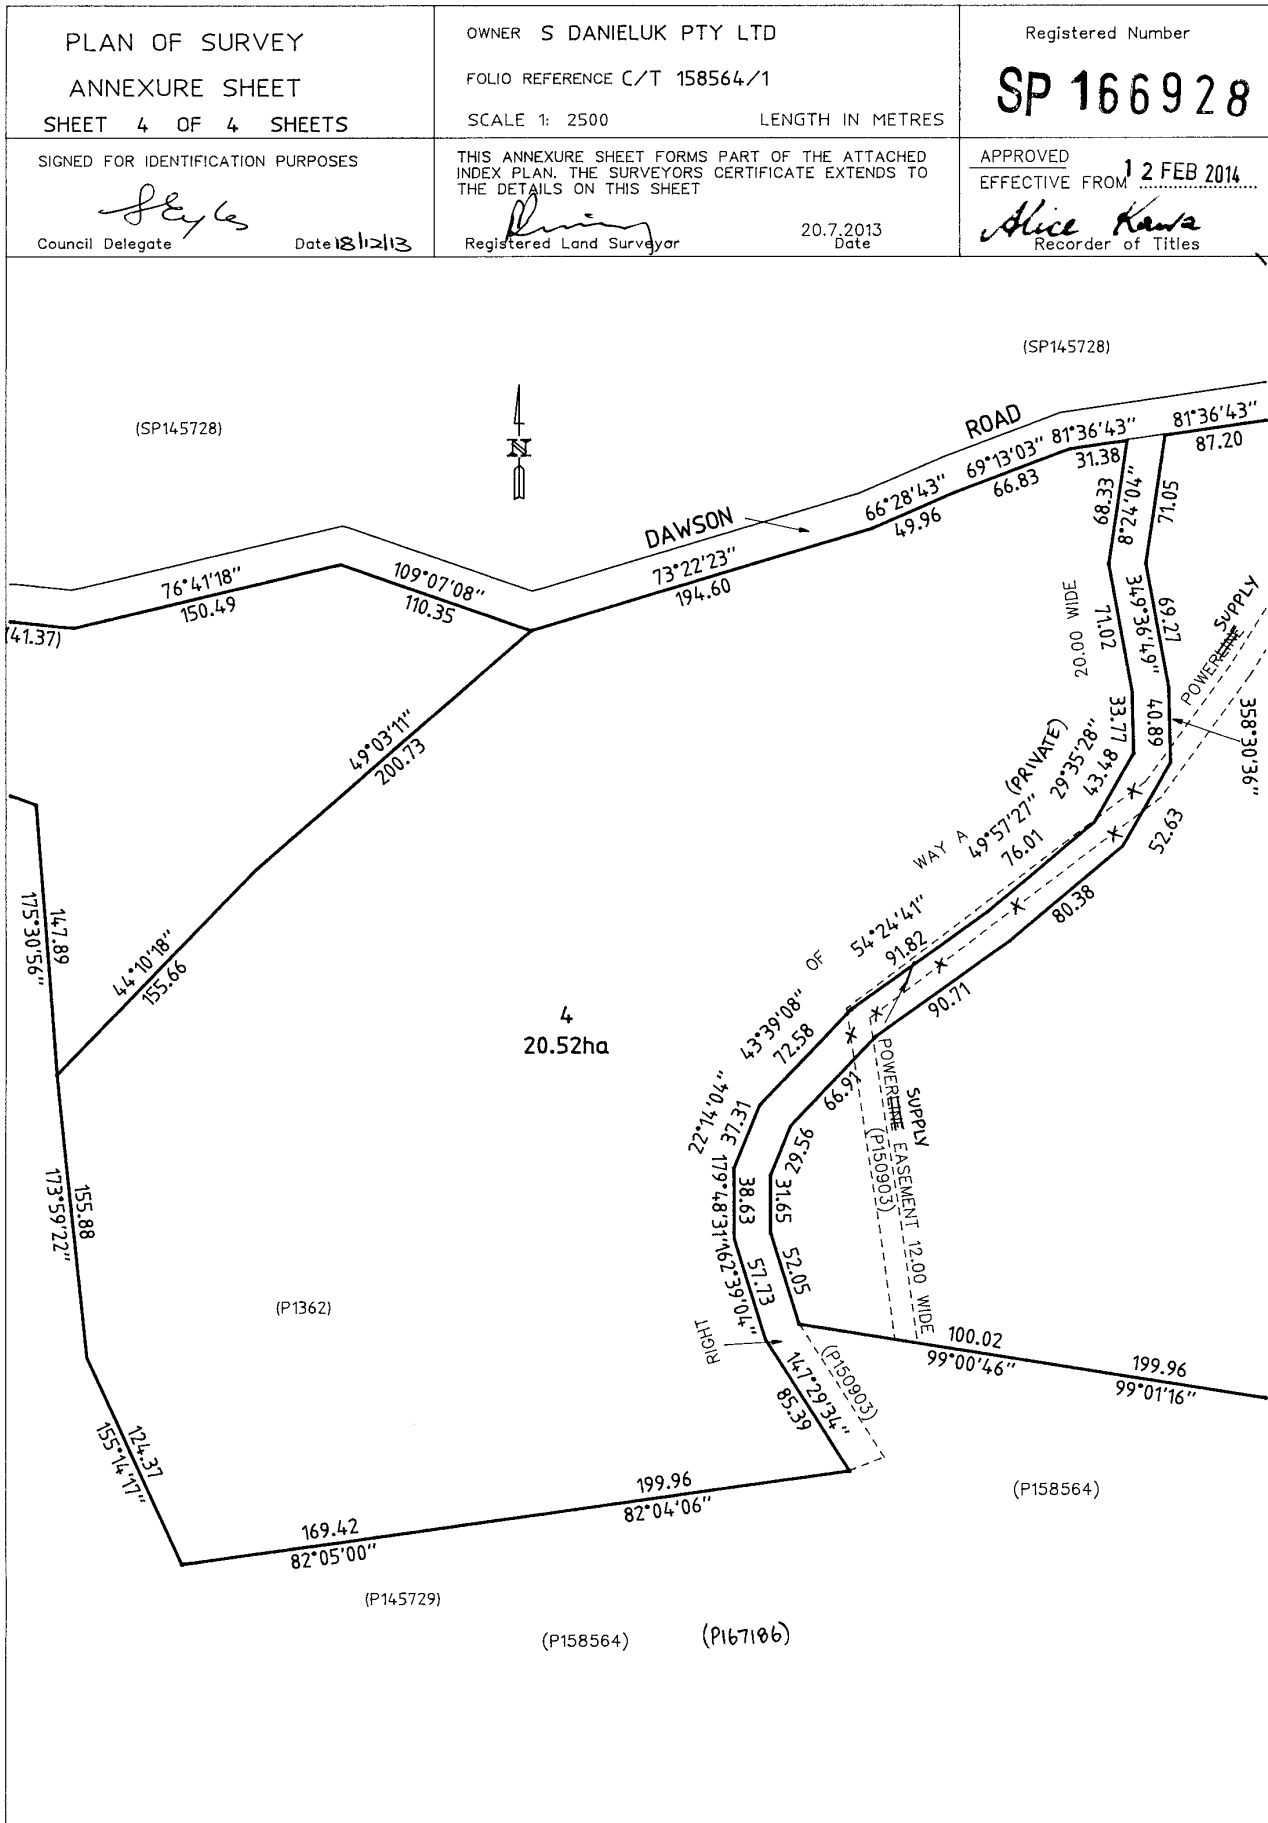 PLAN OF SURVEY
ANNEXURE SHEET
SHEET 4 OF 4 SHEETS
OWNER S DANIELUK PTY LTD
FOLIO REFERENCE C/T 158564/1
SCALE 1: 2500 LENGTH IN METRES
Registered Number
SP 166928
SIGNED FOR IDENTIFICATION PURPOSES
Council Delegate Date 18/12/13
THIS ANNEXURE SHEET FORMS PART OF THE ATTACHED
INDEX PLAN. THE SURVEYORS CERTIFICATE EXTENDS TO
THE DETAILS ON THIS SHEET
Registered Land Surveyor
20.7.2013
Date
APPROVED
EFFECTIVE FROM 12 FEB 2014
Alice Kawa
Recorder of Titles
(SP145728)
(SP145728)
N
ROAD
DAWSON
81°36'43"
87.20
81°36'43"
31.38
69°13'03"
66.83
66°28'43"
49.96
73°22'23"
194.60
109°07'08"
110.35
76°41'18"
150.49
(41.37)
68.33
8°24'04"
71.05
20.00 WIDE
71.02
349°36'49"
69.27
POWERLINE
SUPPLY
33.77
40.89
358°30'36"
49°03'11"
200.73
(PRIVATE)
29°35'28"
43.48
52.63
WAY A
49°57'27"
76.01
80.38
OF
54°24'41"
91.82
90.71
147.89
175°30'56"
44°10'18"
155.66
4
20.52ha
43°39'08"
72.58
66.91
POWERLINE EASEMENT 12.00 WIDE
SUPPLY
(P150903)
22°14'04"
37.31
29.56
179°48'31"
38.63
31.65
155.88
173°59'22"
162°39'04"
57.73
52.05
(P1362)
RIGHT
100.02
99°00'46"
199.96
99°01'16"
147°29'34"
85.39
(P150903)
124.37
155°14'17"
199.96
82°04'06"
(P158564)
169.42
82°05'00"
(P145729)
(P158564)
(P167186)